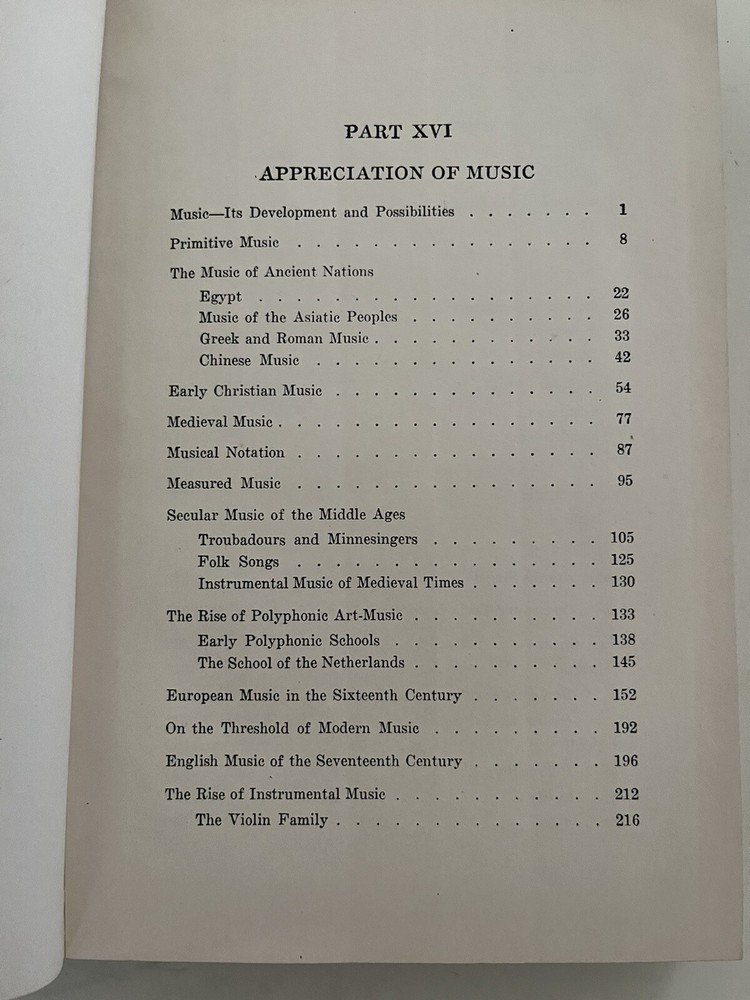 PART XVI
APPRECIATION OF MUSIC
Music—Its Development and Possibilities . . . . . . . 1
Primitive Music . . . . . . . . . . . . . . . . 8
The Music of Ancient Nations
Egypt . . . . . . . . . . . . . . . . . . 22
Music of the Asiatic Peoples . . . . . . . . . . 26
Greek and Roman Music . . . . . . . . . . . . 33
Chinese Music . . . . . . . . . . . . . . . 42
Early Christian Music . . . . . . . . . . . . . . 54
Medieval Music . . . . . . . . . . . . . . . . . 77
Musical Notation . . . . . . . . . . . . . . . . 87
Measured Music . . . . . . . . . . . . . . . . 95
Secular Music of the Middle Ages
Troubadours and Minnesingers . . . . . . . . . 105
Folk Songs . . . . . . . . . . . . . . . . 125
Instrumental Music of Medieval Times . . . . . . . 130
The Rise of Polyphonic Art-Music . . . . . . . . . . 133
Early Polyphonic Schools . . . . . . . . . . . 138
The School of the Netherlands . . . . . . . . . . 145
European Music in the Sixteenth Century . . . . . . . 152
On the Threshold of Modern Music . . . . . . . . . 192
English Music of the Seventeenth Century . . . . . . . 196
The Rise of Instrumental Music . . . . . . . . . . . 212
The Violin Family . . . . . . . . . . . . . . 216